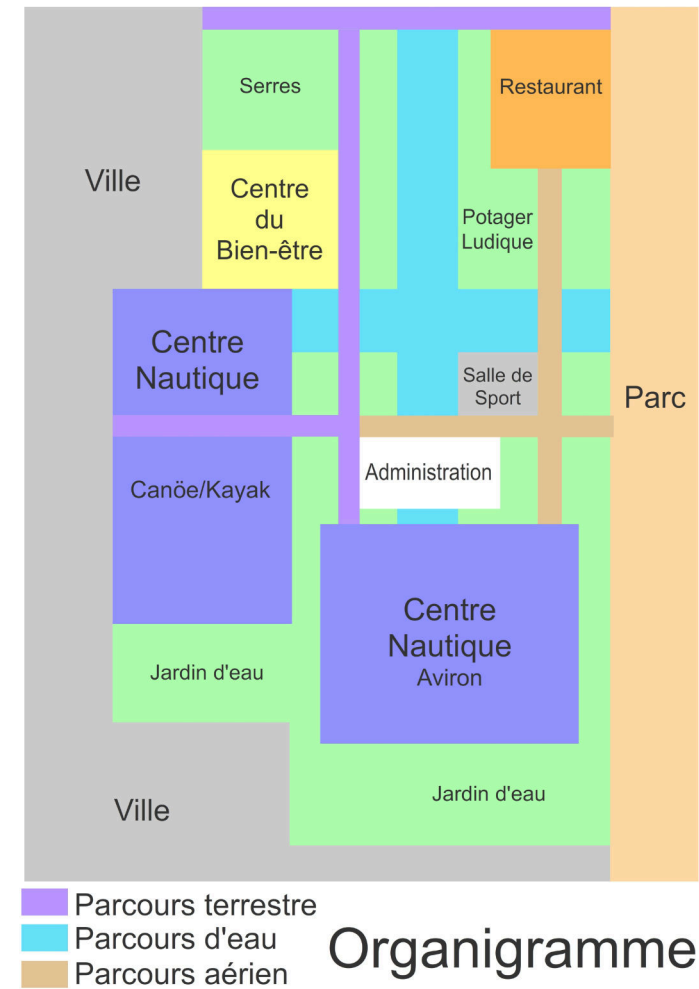 Serres
Restaurant
Ville
Centre
du
Bien-être
Potager
Ludique
Centre
Nautique
Salle de
Sport
Parc
Administration
Canöe/Kayak
Centre
Nautique
Aviron
Jardin d'eau
Jardin d'eau
Ville
Parcours terrestre
Parcours d'eau
Parcours aérien
Organigramme